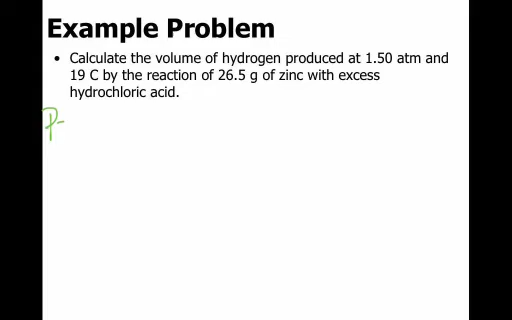 Example Problem
• Calculate the volume of hydrogen produced at 1.50 atm and
19 C by the reaction of 26.5 g of zinc with excess
hydrochloric acid.
P-